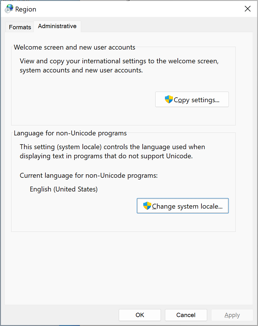 Region
Formats Administrative
Welcome screen and new user accounts
View and copy your international settings to the welcome screen,
system accounts and new user accounts.
Copy settings...
Language for non-Unicode programs
This setting (system locale) controls the language used when
displaying text in programs that do not support Unicode.
Current language for non-Unicode programs:
English (United States)
Change system locale...
OK Cancel Apply